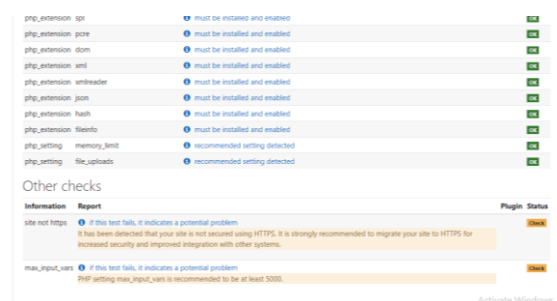 php_extension spl must be installed and enabled OK
php_extension pcre must be installed and enabled OK
php_extension dom must be installed and enabled OK
php_extension xml must be installed and enabled OK
php_extension xmlreader must be installed and enabled OK
php_extension json must be installed and enabled OK
php_extension hash must be installed and enabled OK
php_extension fileinfo must be installed and enabled OK
php_setting memory_limit recommended setting detected OK
php_setting file_uploads recommended setting detected OK
Other checks
Information Report Plugin Status
site not https if this test fails, it indicates a potential problem Check
It has been detected that your site is not secured using HTTPS. It is strongly recommended to migrate your site to HTTPS for
increased security and improved integration with other systems.
max_input_vars if this test fails, it indicates a potential problem Check
PHP setting max_input_vars is recommended to be at least 5000.
Activate Windows